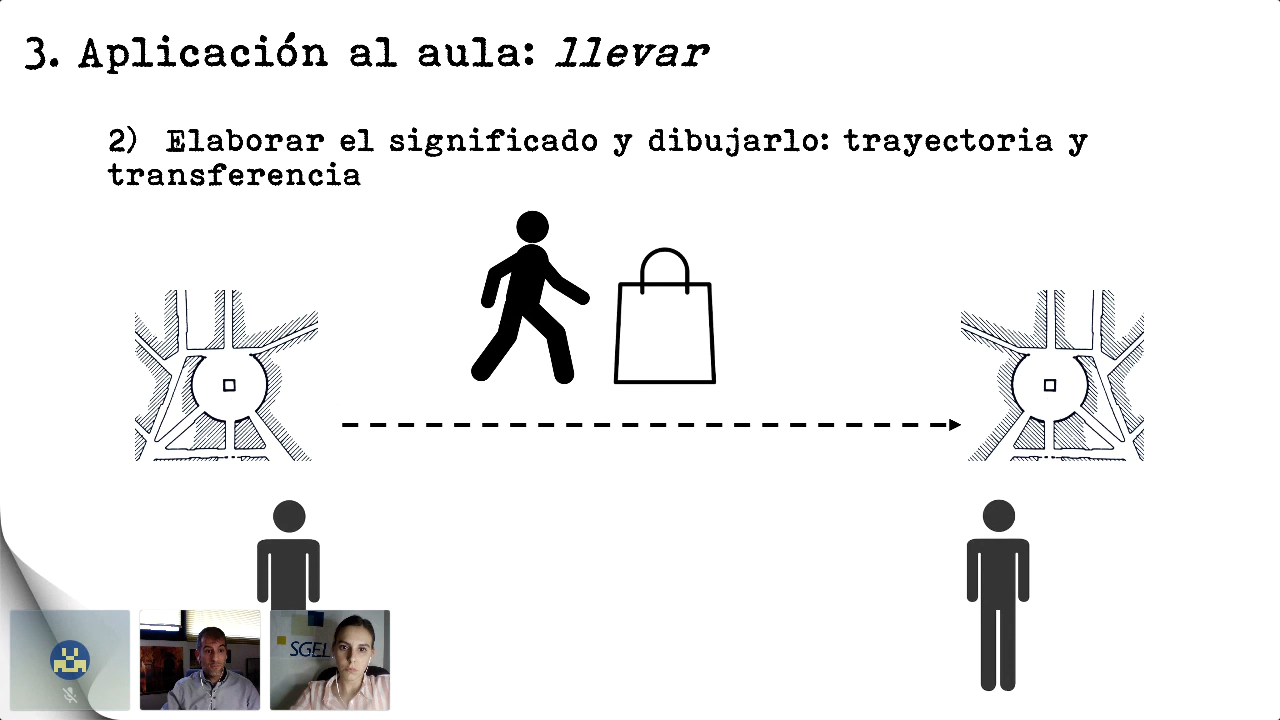 3. Aplicación al aula: llevar
2) Elaborar el significado y dibujarlo: trayectoria y
transferencia
SGEL